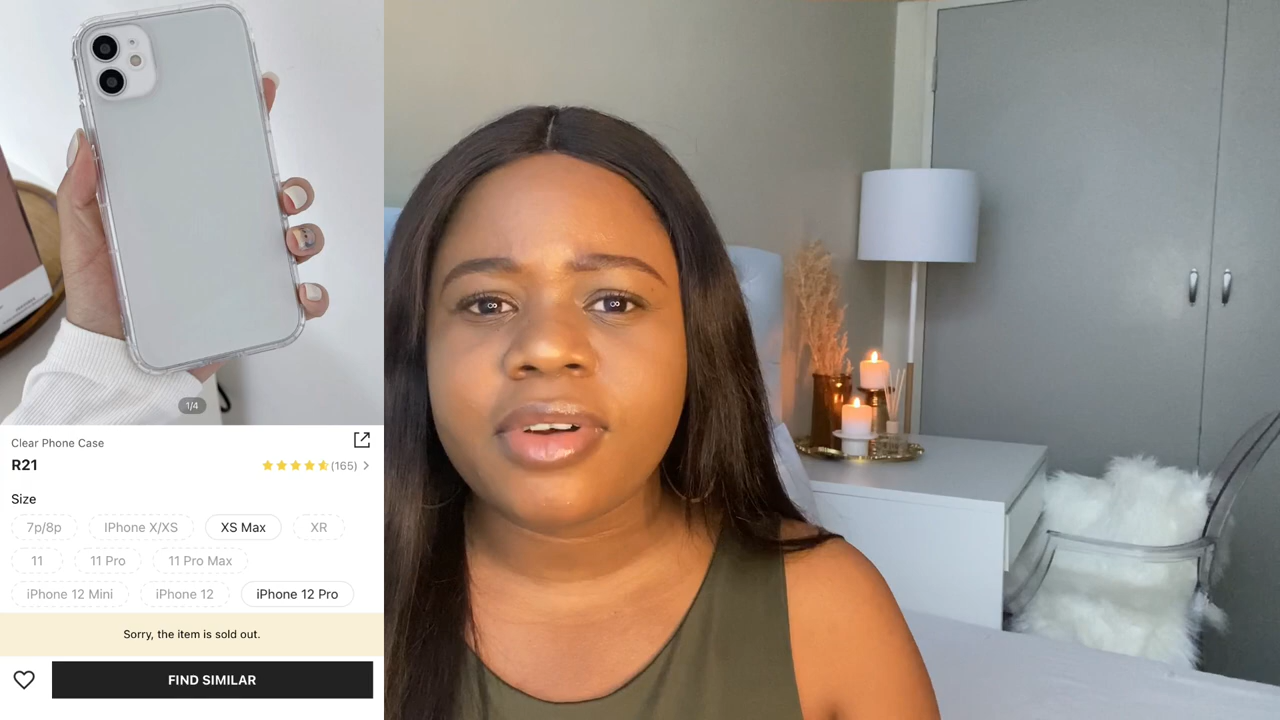 1/4
Clear Phone Case
R21
(165)
Size
7p/8p IPhone X/XS XS Max XR
11 11 Pro 11 Pro Max
iPhone 12 Mini iPhone 12 iPhone 12 Pro
Sorry, the item is sold out.
FIND SIMILAR